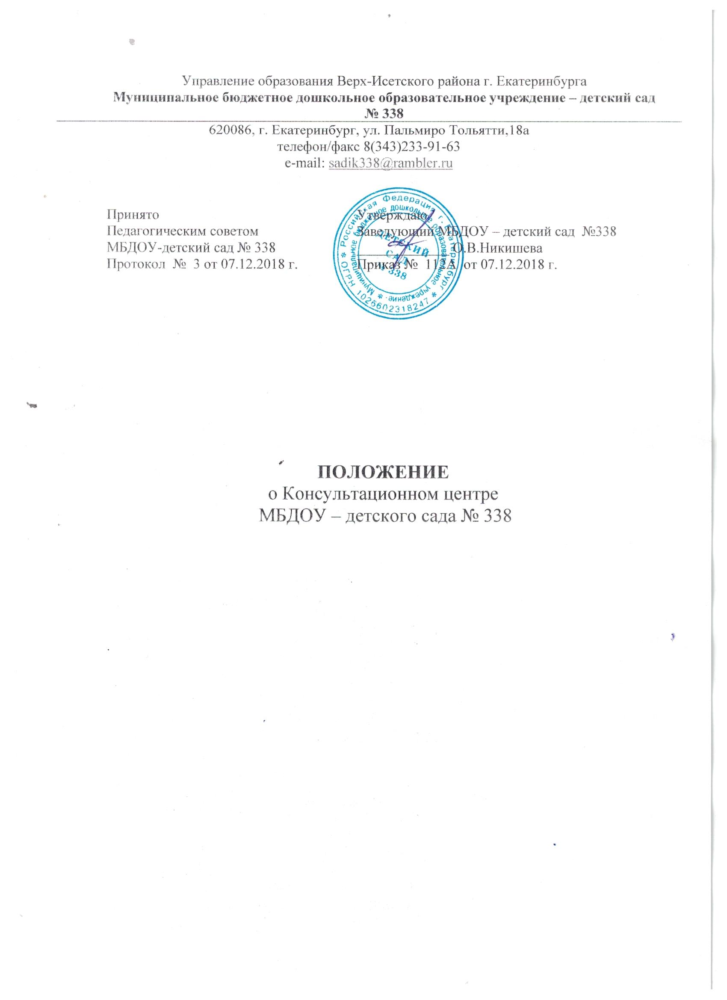 Управление образования Верх-Исетского района г. Екатеринбурга
Муниципальное бюджетное дошкольное образовательное учреждение – детский сад
№ 338
620086, г. Екатеринбург, ул. Пальмиро Тольятти,18а
телефон/факс 8(343)233-91-63
e-mail: sadik338@rambler.ru
Принято
Педагогическим советом
МБДОУ-детский сад № 338
Протокол № 3 от 07.12.2018 г.
Утверждаю
Заведующий МБДОУ – детский сад №338
О.В.Никишева
Приказ № 112А от 07.12.2018 г.
* Российская Федерация г. Екатеринбург *
ОГРН 1026602318247
* Муниципальное бюджетное дошкольное образовательное учреждение
ДЕТСКИЙ
САД
338
ПОЛОЖЕНИЕ
о Консультационном центре
МБДОУ – детского сада № 338